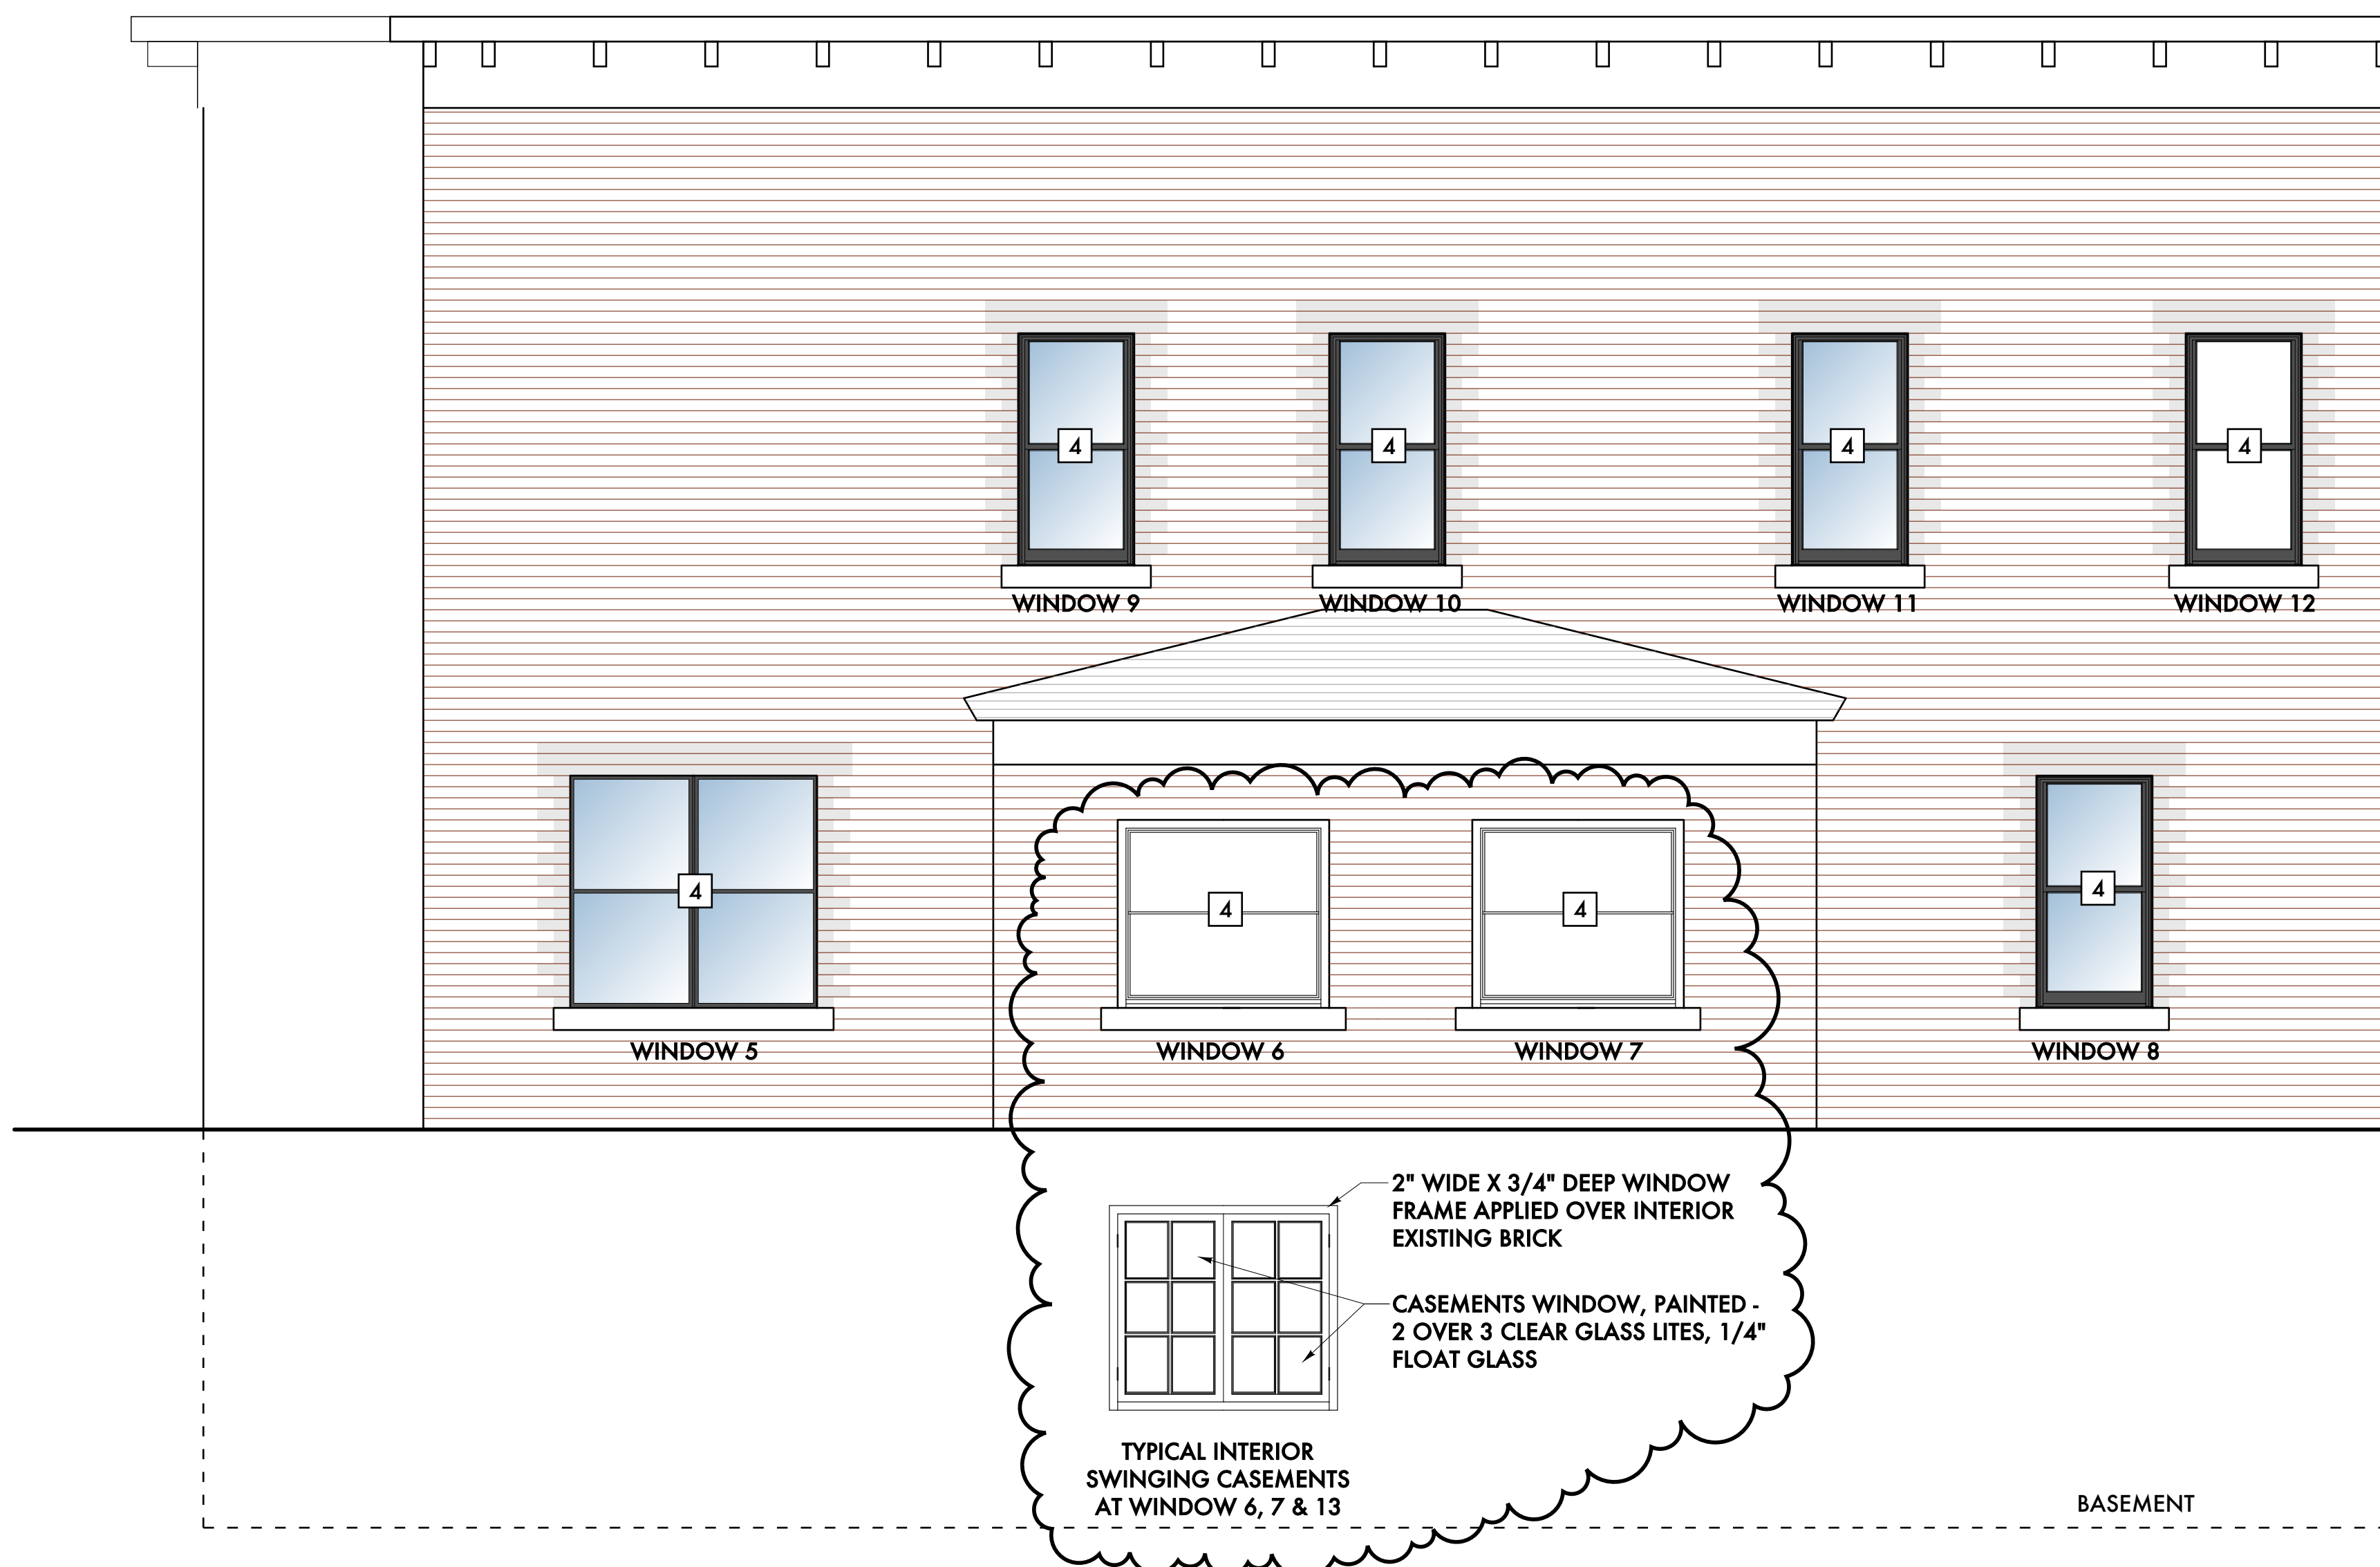 4
4
4
4
WINDOW 9
WINDOW 10
WINDOW 11
WINDOW 12
4
4
4
4
WINDOW 5
WINDOW 6
WINDOW 7
WINDOW 8
2" WIDE X 3/4" DEEP WINDOW
FRAME APPLIED OVER INTERIOR
EXISTING BRICK
CASEMENTS WINDOW, PAINTED -
2 OVER 3 CLEAR GLASS LITES, 1/4"
FLOAT GLASS
TYPICAL INTERIOR
SWINGING CASEMENTS
AT WINDOW 6, 7 & 13
BASEMENT